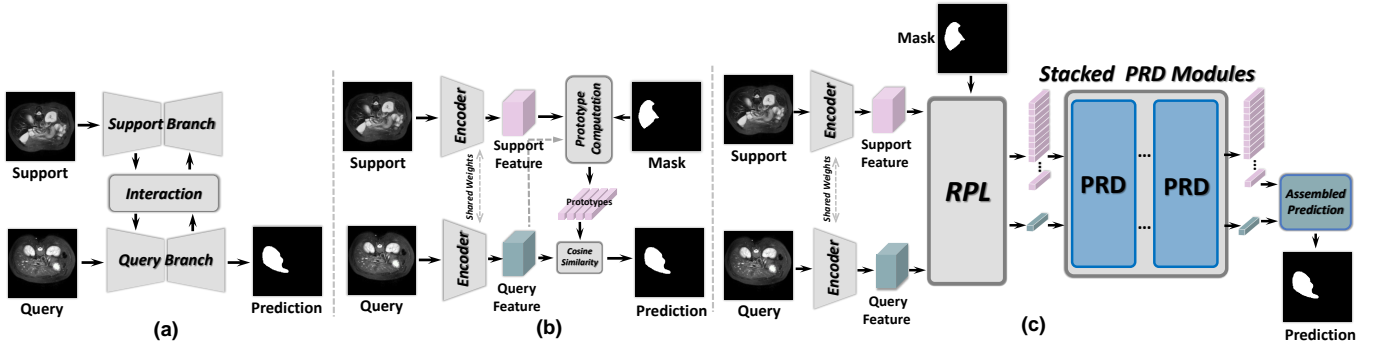 Support
Support Branch
Interaction
Query Branch
Query
Prediction
(a)
Support
Encoder
Support
Feature
Prototype
Computation
Mask
Shared Weights
Prototypes
Query
Encoder
Query
Feature
Cosine
Similarity
Prediction
(b)
Mask
Support
Encoder
Support
Feature
Shared Weights
Query
Encoder
Query
Feature
RPL
Stacked PRD Modules
PRD
...
PRD
...
Assembled
Prediction
Prediction
(c)